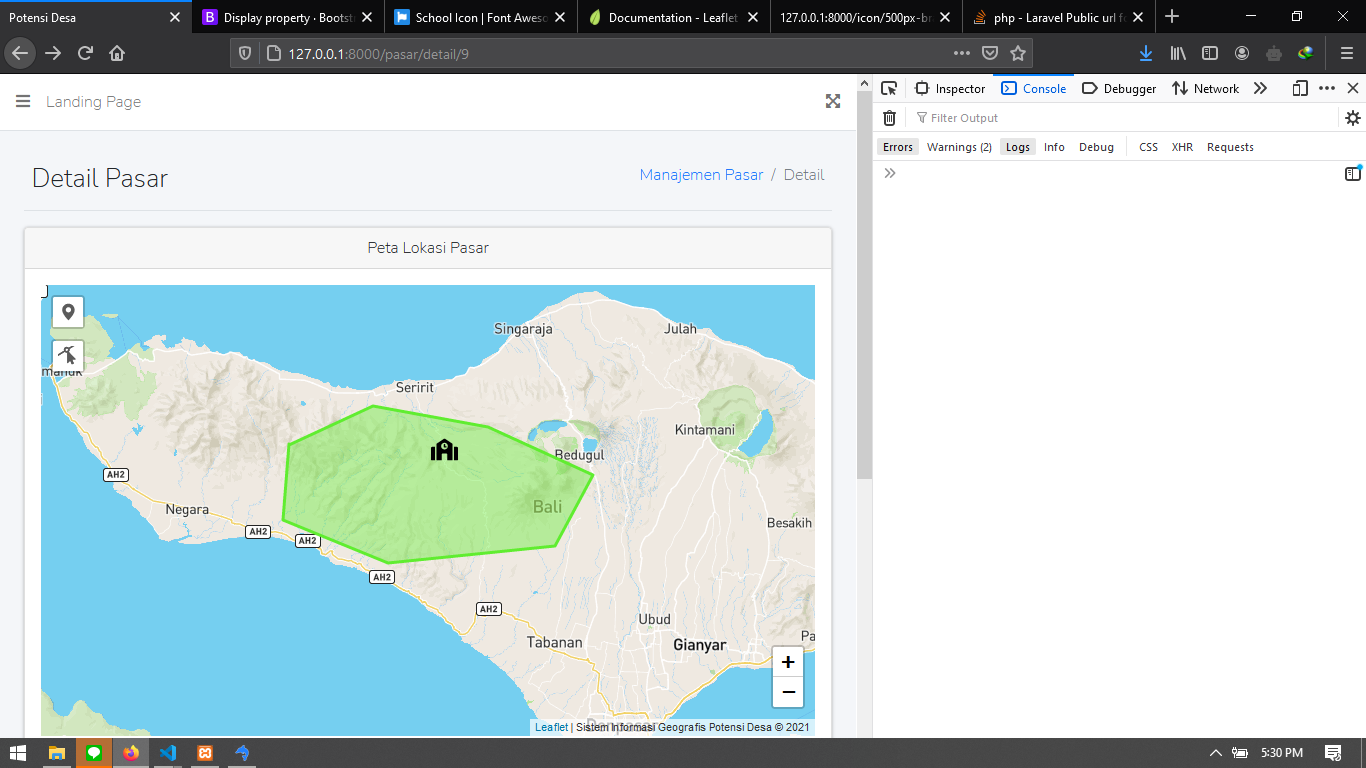 Potensi Desa
Display property · Bootst
School Icon | Font Aweso
Documentation - Leaflet
127.0.0.1:8000/icon/500px-br
php - Laravel Public url fo
127.0.0.1:8000/pasar/detail/9
Landing Page
Inspector
Console
Debugger
Network
Filter Output
Errors
Warnings (2)
Logs
Info
Debug
CSS
XHR
Requests
Detail Pasar
Manajemen Pasar / Detail
Peta Lokasi Pasar
Singaraja
Julah
manuk
Seririt
Kintamani
Bedugul
AH2
Negara
Bali
Besakih
AH2
AH2
AH2
AH2
Ubud
Tabanan
Gianyar
Pa
+
−
Leaflet | Sistem Informasi Geografis Potensi Desa © 2021
5:30 PM